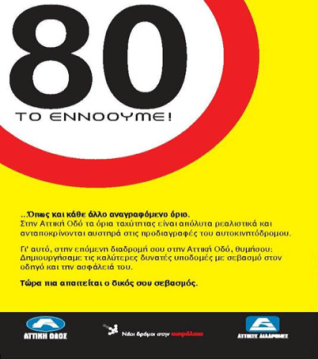 80
ΤΟ ΕΝΝΟΟΥΜΕ!
...Όπως και κάθε άλλο αναγραφόμενο όριο.
Στην Αττική Οδό τα όρια ταχύτητας είναι απόλυτα ρεαλιστικά και
ανταποκρίνονται αυστηρά στις προδιαγραφές του αυτοκινητόδρομου.
Γι' αυτό, στην επόμενη διαδρομή σου στην Αττική Οδό, θυμήσου:
Δημιουργήσαμε τις καλύτερες δυνατές υποδομές με σεβασμό στον
οδηγό και την ασφάλειά του.
Τώρα πια απαιτείται ο δικός σου σεβασμός.
ΑΤΤΙΚΗ ΟΔΟΣ
Νέοι δρόμοι στην ασφάλεια
ΑΤΤΙΚΕΣ ΔΙΑΔΡΟΜΕΣ